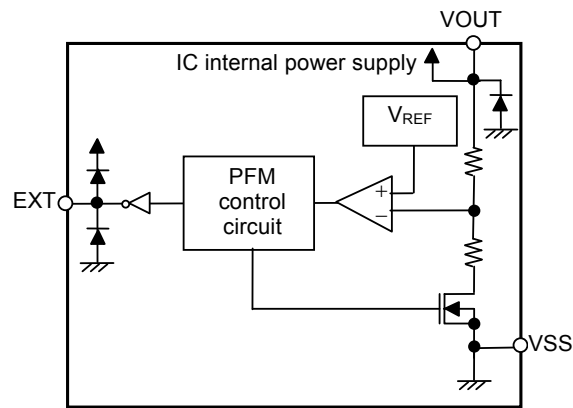 VOUT
IC internal power supply
VREF
EXT
PFM
control
circuit
+
−
VSS